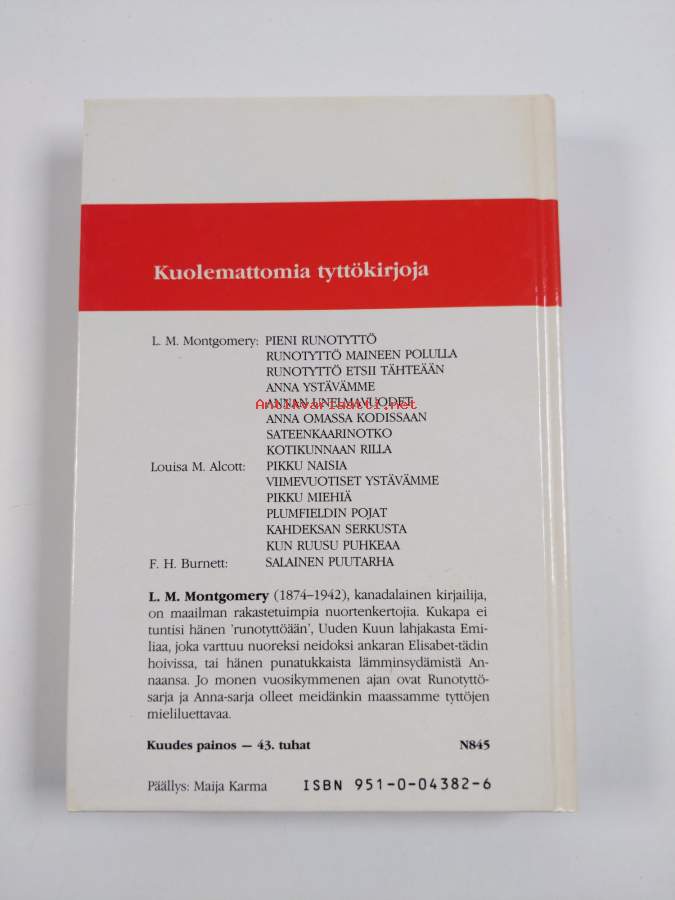 Kuolemattomia tyttökirjoja
L. M. Montgomery: PIENI RUNOTYTTÖ
RUNOTYTTÖ MAINEEN POLULLA
RUNOTYTTÖ ETSII TÄHTEÄÄN
ANNA YSTÄVÄMME
ANNAN UNELMAVUODET
Antikvariaatti.net
ANNA OMASSA KODISSAAN
SATEENKAARINOTKO
KOTIKUNNAAN RILLA
Louisa M. Alcott: PIKKU NAISIA
VIIMEVUOTISET YSTÄVÄMME
PIKKU MIEHIÄ
PLUMFIELDIN POJAT
KAHDEKSAN SERKUSTA
KUN RUUSU PUHKEAA
F. H. Burnett: SALAINEN PUUTARHA
L. M. Montgomery (1874–1942), kanadalainen kirjailija,
on maailman rakastetuimpia nuortenkertojia. Kukapa ei
tuntisi hänen 'runotyttöään', Uuden Kuun lahjakasta Emi-
liaa, joka varttuu nuoreksi neidoksi ankaran Elisabet-tädin
hoivissa, tai hänen punatukkaista lämminsydämistä An-
naansa. Jo monen vuosikymmenen ajan ovat Runotyttö-
sarja ja Anna-sarja olleet meidänkin maassamme tyttöjen
mieliluettavaa.
Kuudes painos — 43. tuhat N845
Päällys: Maija Karma ISBN 951-0-04382-6